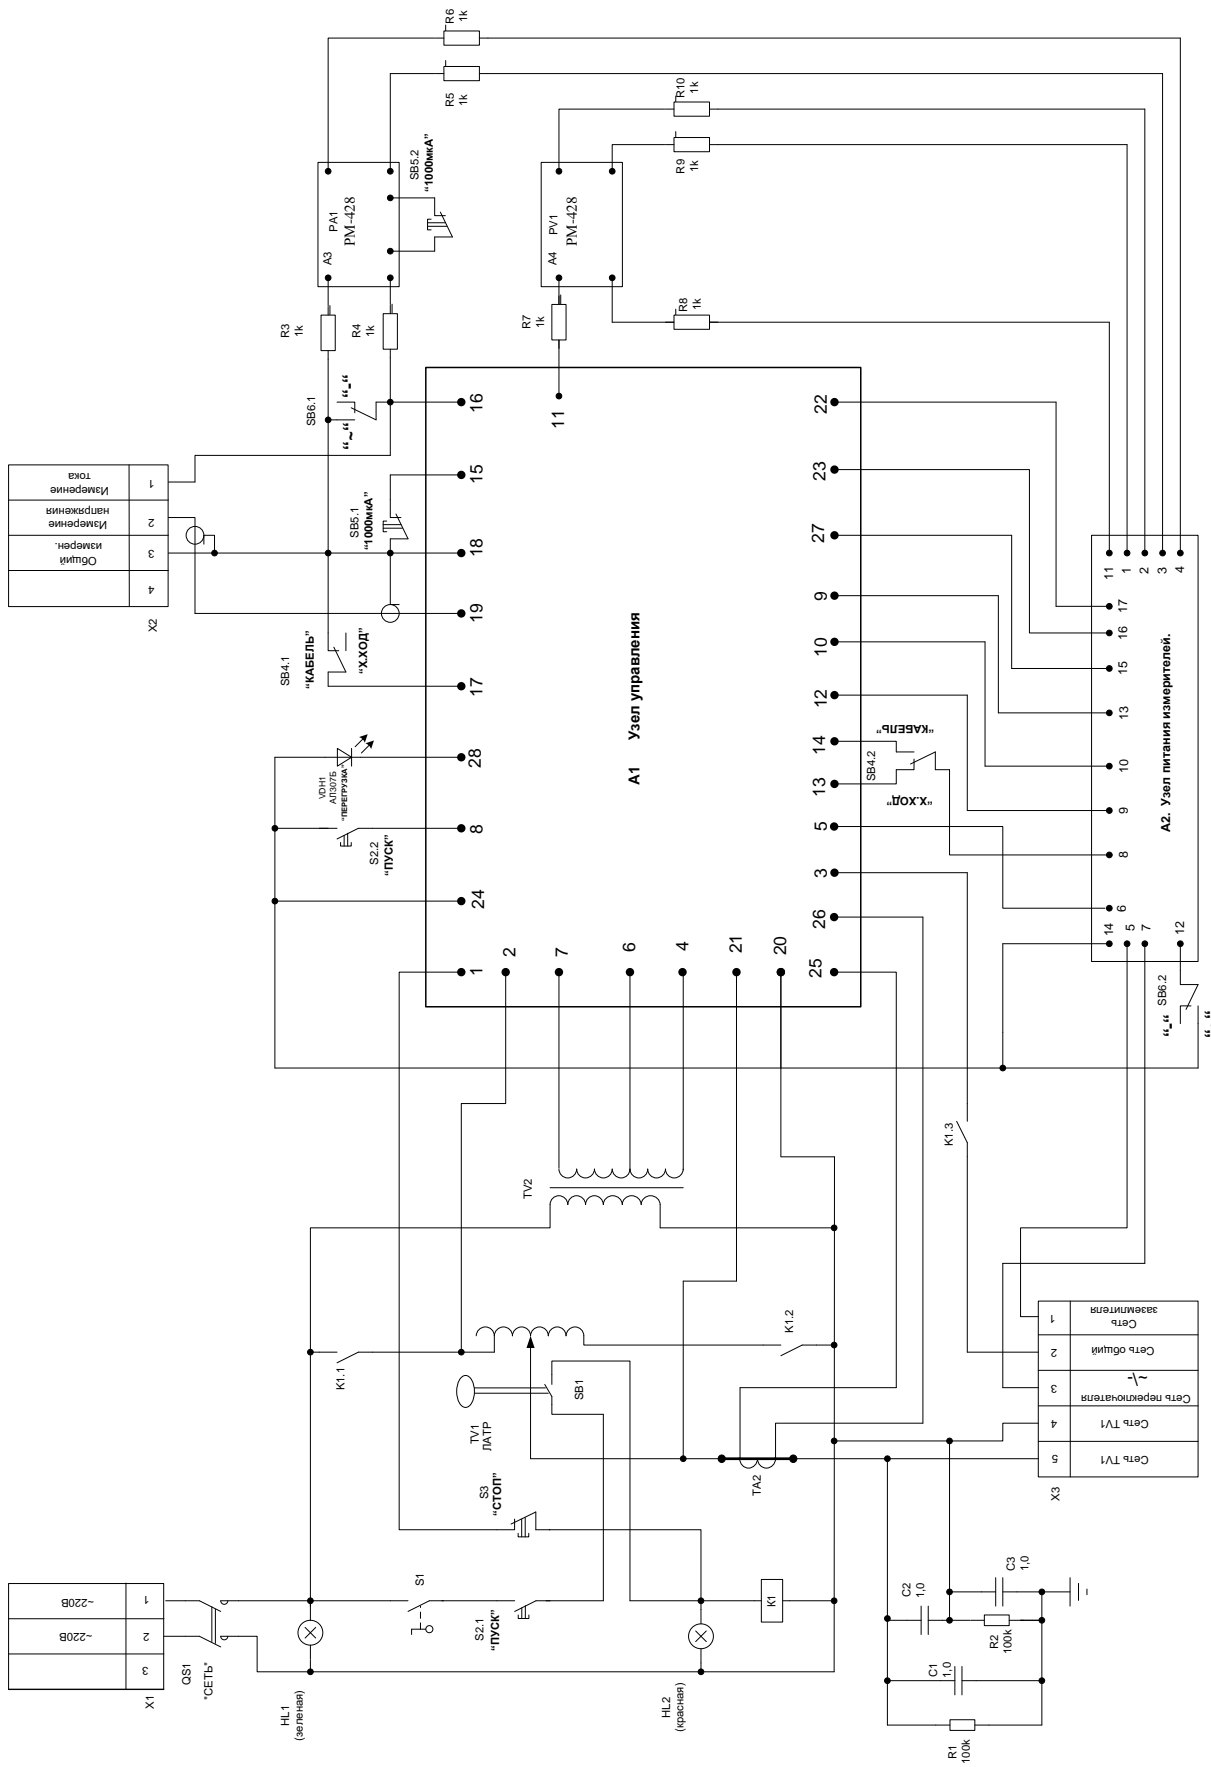 X1
1
~220В
2
~220В
3
QS1
"СЕТЬ"
HL1
(зеленая)
S1
S2.1
“ПУСК”
S3
“СТОП”
HL2
(красная)
K1
K1.1
TV1
ЛАТР
SB1
K1.2
TA2
TV2
R1
100k
C1
1,0
C2
1,0
R2
100k
C3
1,0
X3
5
Сеть TV1
4
Сеть TV1
3
Сеть переключателя
~/-
2
Сеть общий
1
Сеть
заземлителя
K1.3
X2
4
3
Общий
измерен.
2
Измерение
напряжения
1
Измерение
тока
S2.2
“ПУСК”
VDH1
АЛ307Б
“ПЕРЕГРУЗКА”
SB4.1
“КАБЕЛЬ”
“Х.ХОД”
SB5.1
“1000мкА”
SB6.1
“~“
“-“
R3
1k
R4
1k
A3
PA1
PM-428
SB5.2
“1000мкА”
R5
1k
R6
1k
R7
1k
A4
PV1
PM-428
R8
1k
R9
1k
R10
1k
A1
Узел управления
1
24
8
28
17
19
18
15
16
2
7
6
4
21
20
11
25
26
3
5
13
14
12
10
9
27
23
22
SB4.2
“Х.ХОД”
“КАБЕЛЬ”
A2. Узел питания измерителей.
14
5
7
12
6
8
9
10
13
15
16
17
11
1
2
3
4
SB6.2
“-“